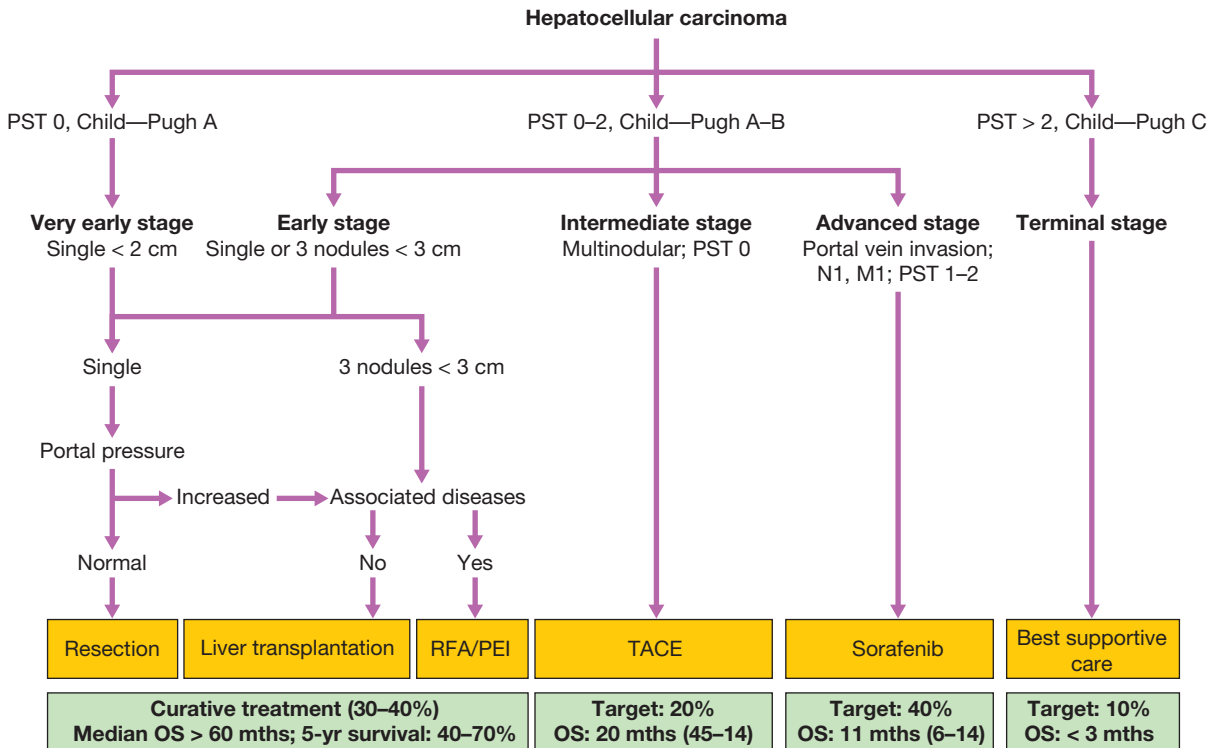 Hepatocellular carcinoma
PST 0, Child—Pugh A
PST 0–2, Child—Pugh A–B
PST > 2, Child—Pugh C
Very early stage
Single < 2 cm
Early stage
Single or 3 nodules < 3 cm
Intermediate stage
Multinodular; PST 0
Advanced stage
Portal vein invasion;
N1, M1; PST 1–2
Terminal stage
Single
3 nodules < 3 cm
Portal pressure
Increased
Associated diseases
Normal
No
Yes
Resection
Liver transplantation
RFA/PEI
TACE
Sorafenib
Best supportive
care
Curative treatment (30–40%)
Median OS > 60 mths; 5-yr survival: 40–70%
Target: 20%
OS: 20 mths (45–14)
Target: 40%
OS: 11 mths (6–14)
Target: 10%
OS: < 3 mths